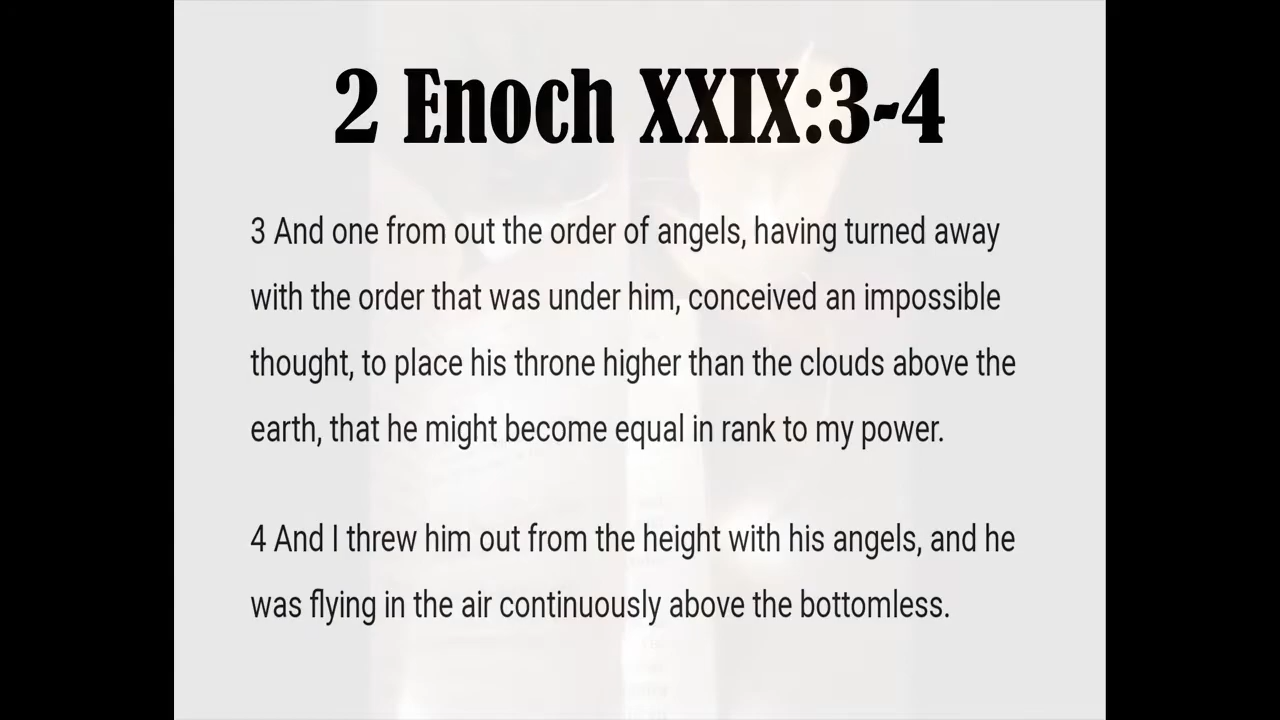 2 Enoch XXIX:3-4
3 And one from out the order of angels, having turned away
with the order that was under him, conceived an impossible
thought, to place his throne higher than the clouds above the
earth, that he might become equal in rank to my power.
4 And I threw him out from the height with his angels, and he
was flying in the air continuously above the bottomless.